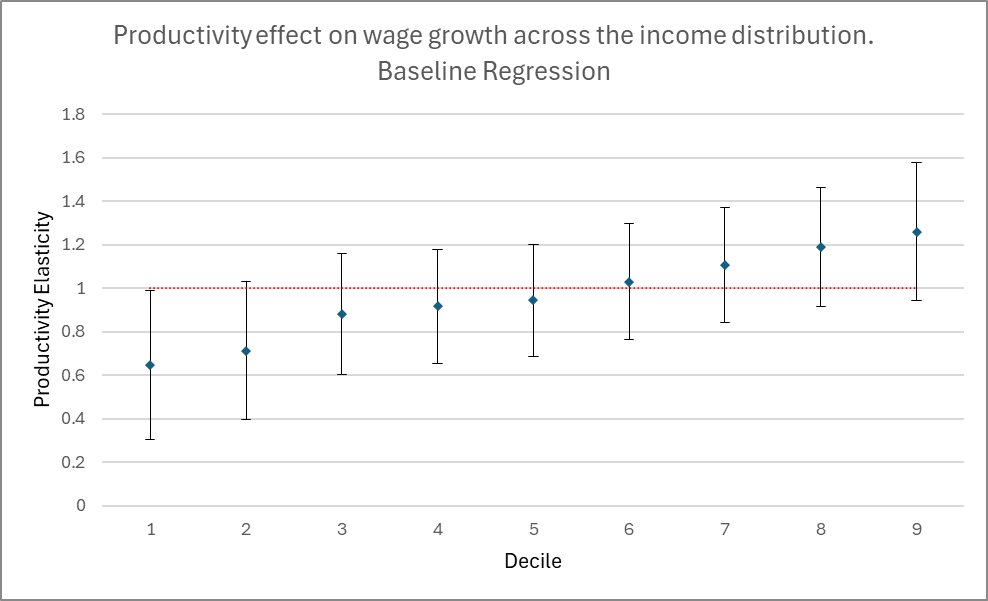 Productivity effect on wage growth across the income distribution.
Baseline Regression
1.8
1.6
1.4
1.2
1
0.8
0.6
0.4
0.2
0
Productivity Elasticity
1 2 3 4 5 6 7 8 9
Decile